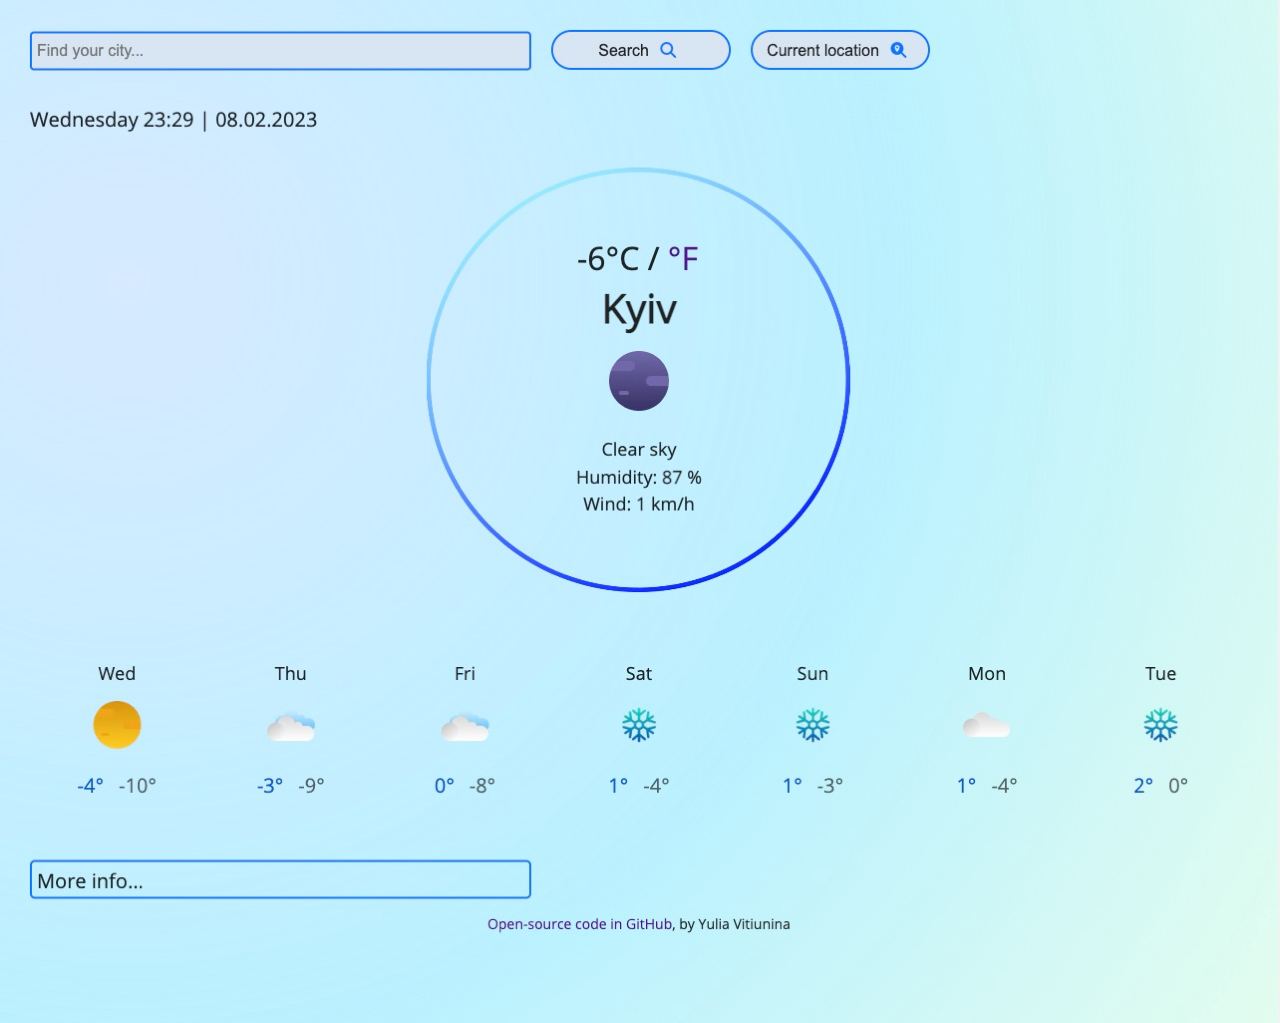 Find your city...
Search
Current location
Wednesday 23:29 | 08.02.2023
-6°C / °F
Kyiv
Clear sky
Humidity: 87 %
Wind: 1 km/h
Wed
Thu
Fri
Sat
Sun
Mon
Tue
-4° -10°
-3° -9°
0° -8°
1° -4°
1° -3°
1° -4°
2° 0°
More info...
Open-source code in GitHub, by Yulia Vitiunina